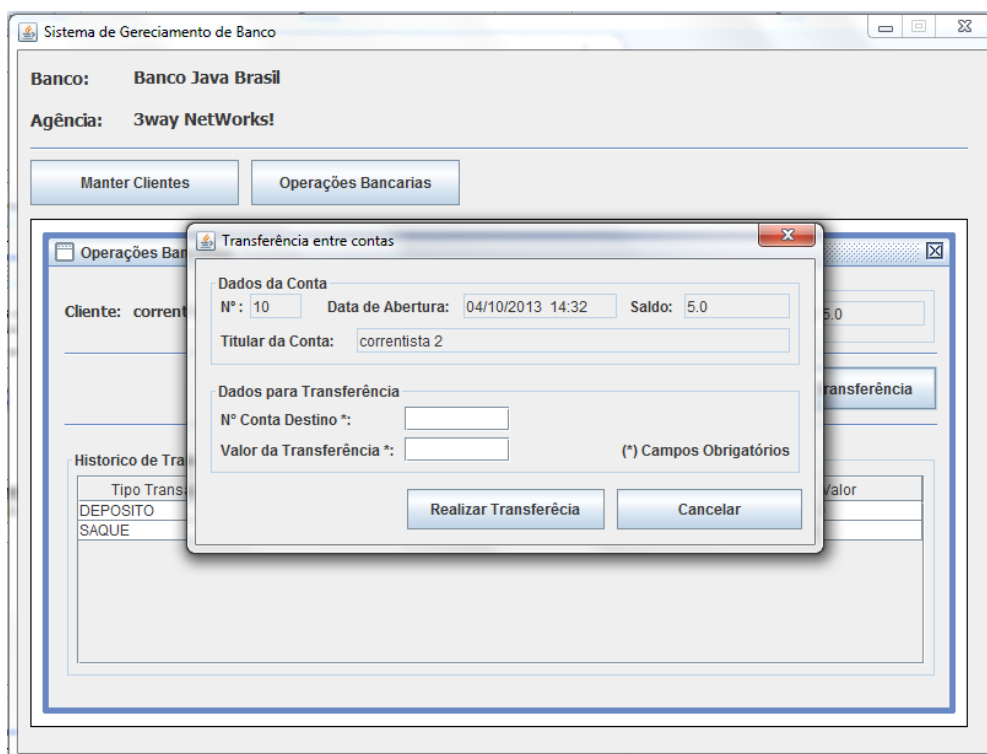 Sistema de Gereciamento de Banco
Banco: Banco Java Brasil
Agência: 3way NetWorks!
Manter Clientes Operações Bancarias
Operações Ban
Transferência entre contas
Cliente: corrent
5.0
ransferência
Historico de Tra
Tipo Transa Valor
DEPOSITO
SAQUE
Dados da Conta
Nº: 10 Data de Abertura: 04/10/2013 14:32 Saldo: 5.0
Titular da Conta: correntista 2
Dados para Transferência
Nº Conta Destino *:
Valor da Transferência *: (*) Campos Obrigatórios
Realizar Transferêcia Cancelar